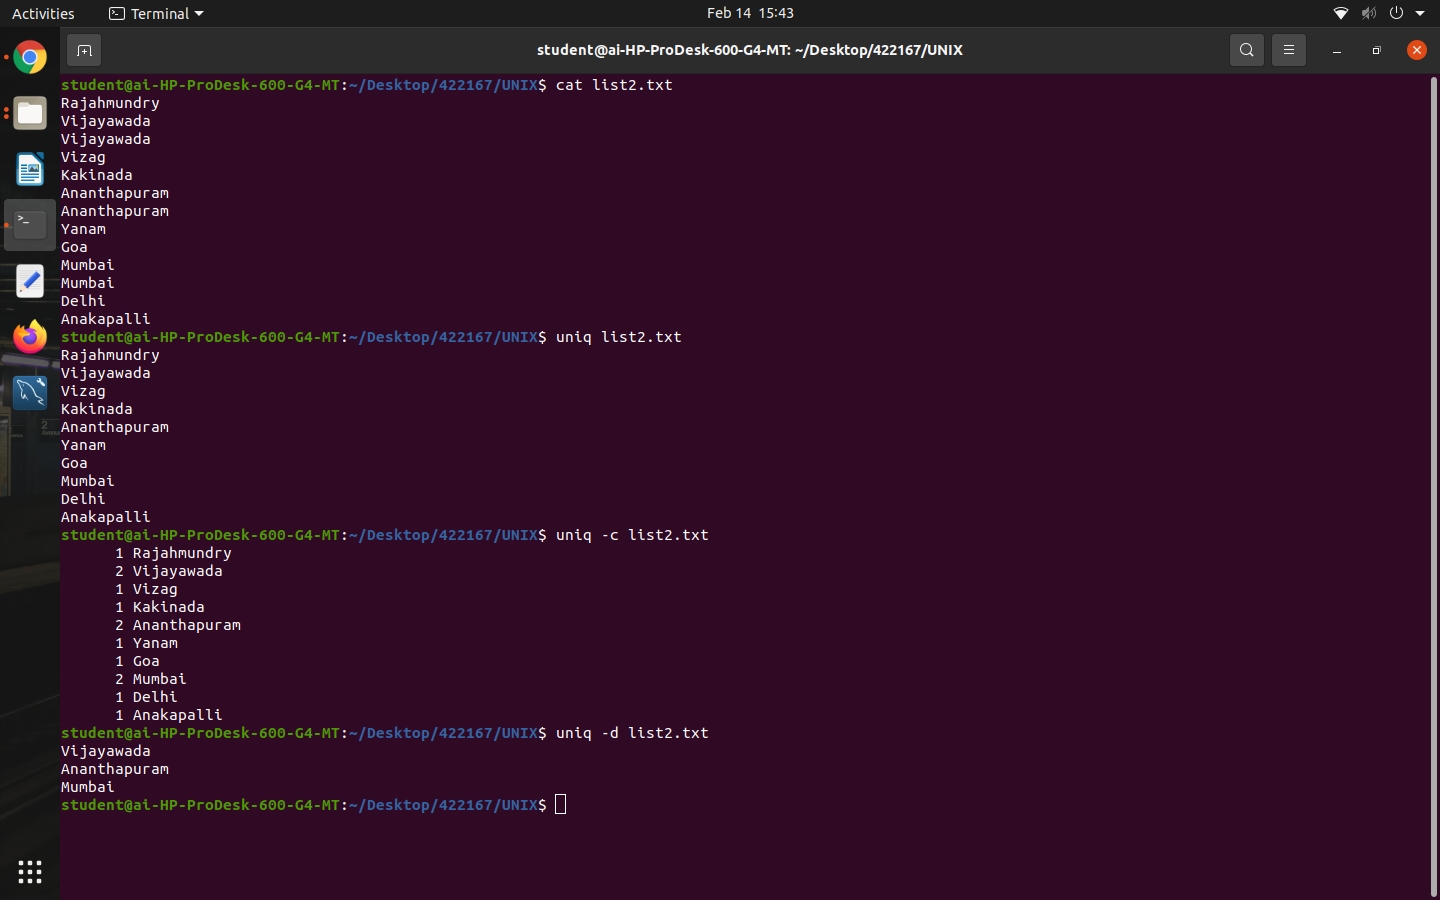 Activities
Terminal
Feb 14 15:43
student@ai-HP-ProDesk-600-G4-MT: ~/Desktop/422167/UNIX
student@ai-HP-ProDesk-600-G4-MT:~/Desktop/422167/UNIX$ cat list2.txt
Rajahmundry
Vijayawada
Vijayawada
Vizag
Kakinada
Ananthapuram
Ananthapuram
Yanam
Goa
Mumbai
Mumbai
Delhi
Anakapalli
student@ai-HP-ProDesk-600-G4-MT:~/Desktop/422167/UNIX$ uniq list2.txt
Rajahmundry
Vijayawada
Vizag
Kakinada
Ananthapuram
Yanam
Goa
Mumbai
Delhi
Anakapalli
student@ai-HP-ProDesk-600-G4-MT:~/Desktop/422167/UNIX$ uniq -c list2.txt
1 Rajahmundry
2 Vijayawada
1 Vizag
1 Kakinada
2 Ananthapuram
1 Yanam
1 Goa
2 Mumbai
1 Delhi
1 Anakapalli
student@ai-HP-ProDesk-600-G4-MT:~/Desktop/422167/UNIX$ uniq -d list2.txt
Vijayawada
Ananthapuram
Mumbai
student@ai-HP-ProDesk-600-G4-MT:~/Desktop/422167/UNIX$